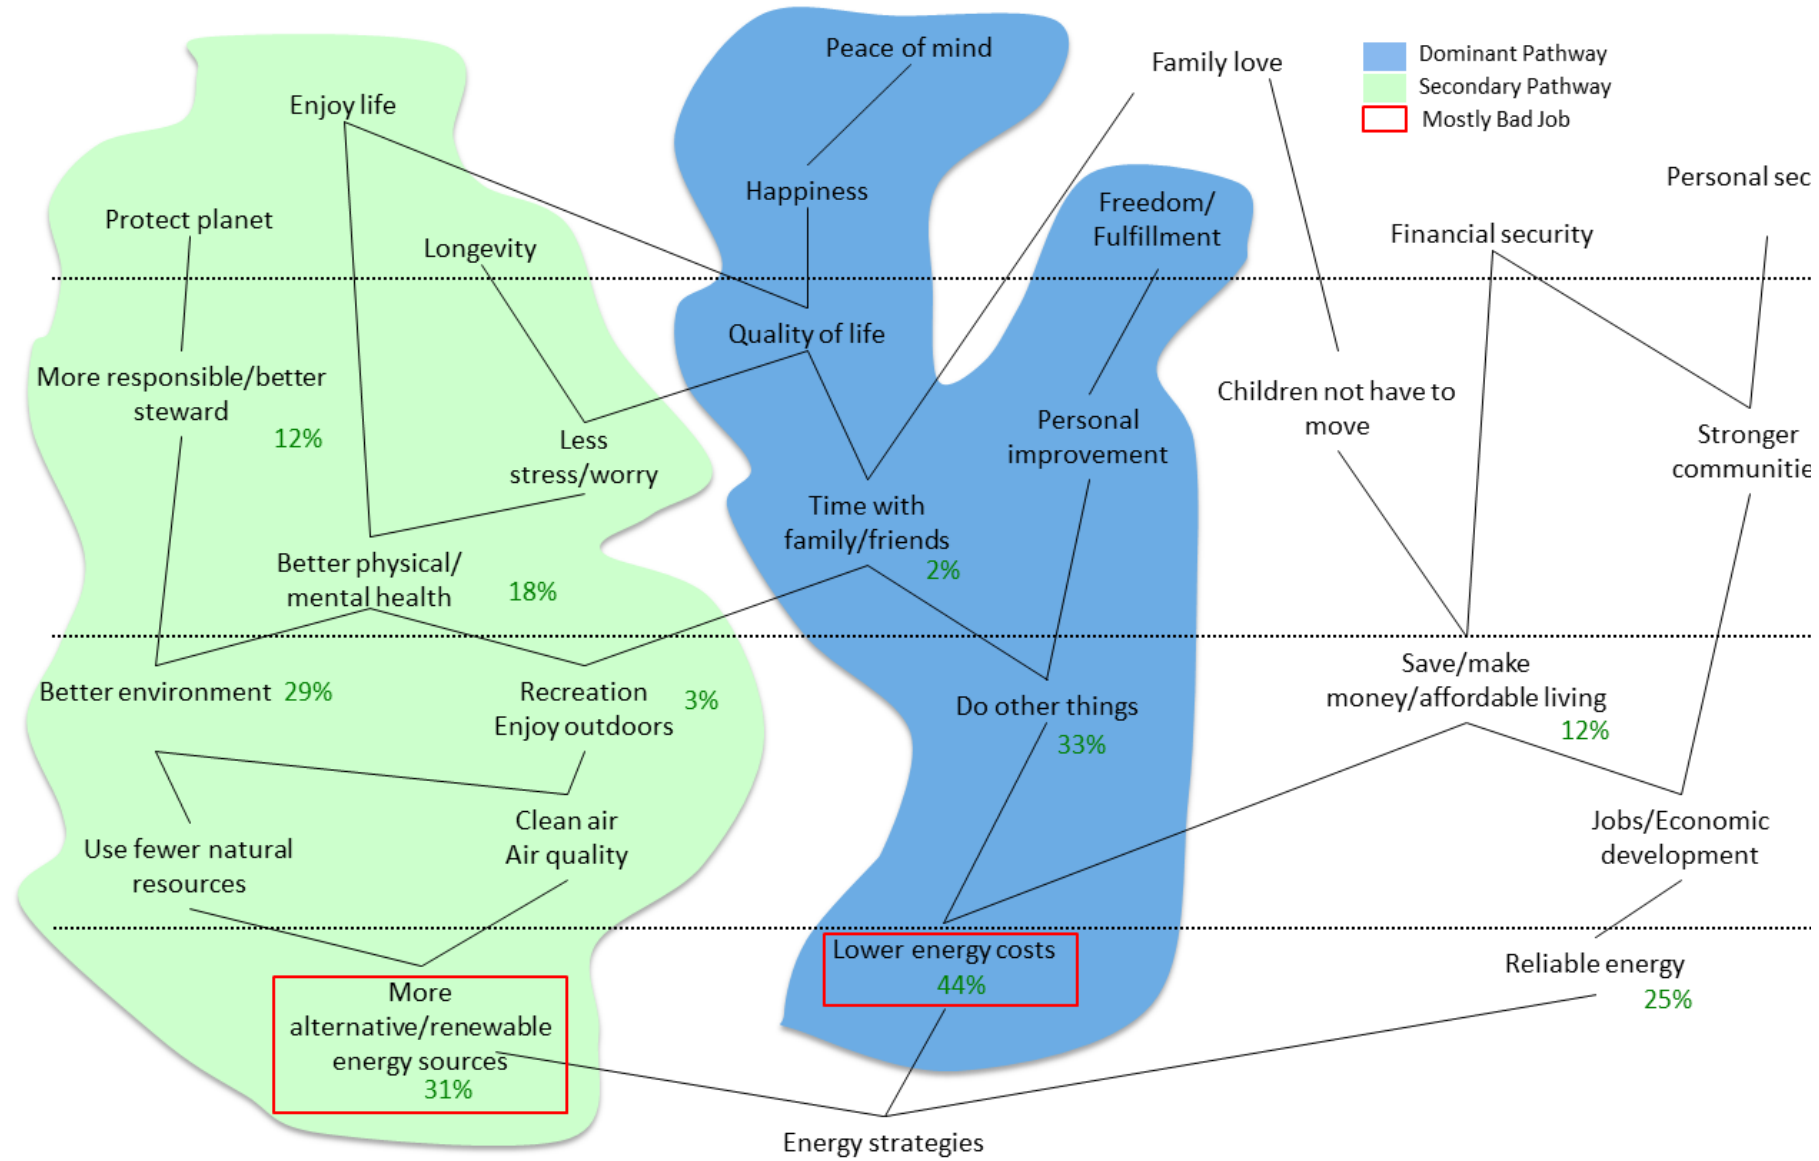 Peace of mind
Family love
Dominant Pathway
Secondary Pathway
Mostly Bad Job
Enjoy life
Happiness
Personal sec
Freedom/
Fulfillment
Protect planet
Longevity
Financial security
Quality of life
More responsible/better
steward
12%
Less
stress/worry
Personal
improvement
Children not have to
move
Stronger
communitie
Time with
family/friends
2%
Better physical/
mental health
18%
Better environment 29%
Recreation
Enjoy outdoors
3%
Do other things
33%
Save/make
money/affordable living
12%
Use fewer natural
resources
Clean air
Air quality
Jobs/Economic
development
More
alternative/renewable
energy sources
31%
Lower energy costs
44%
Reliable energy
25%
Energy strategies